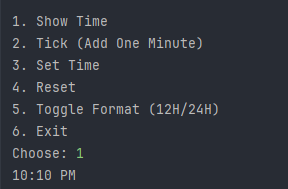 1. Show Time
2. Tick (Add One Minute)
3. Set Time
4. Reset
5. Toggle Format (12H/24H)
6. Exit
Choose: 1
10:10 PM